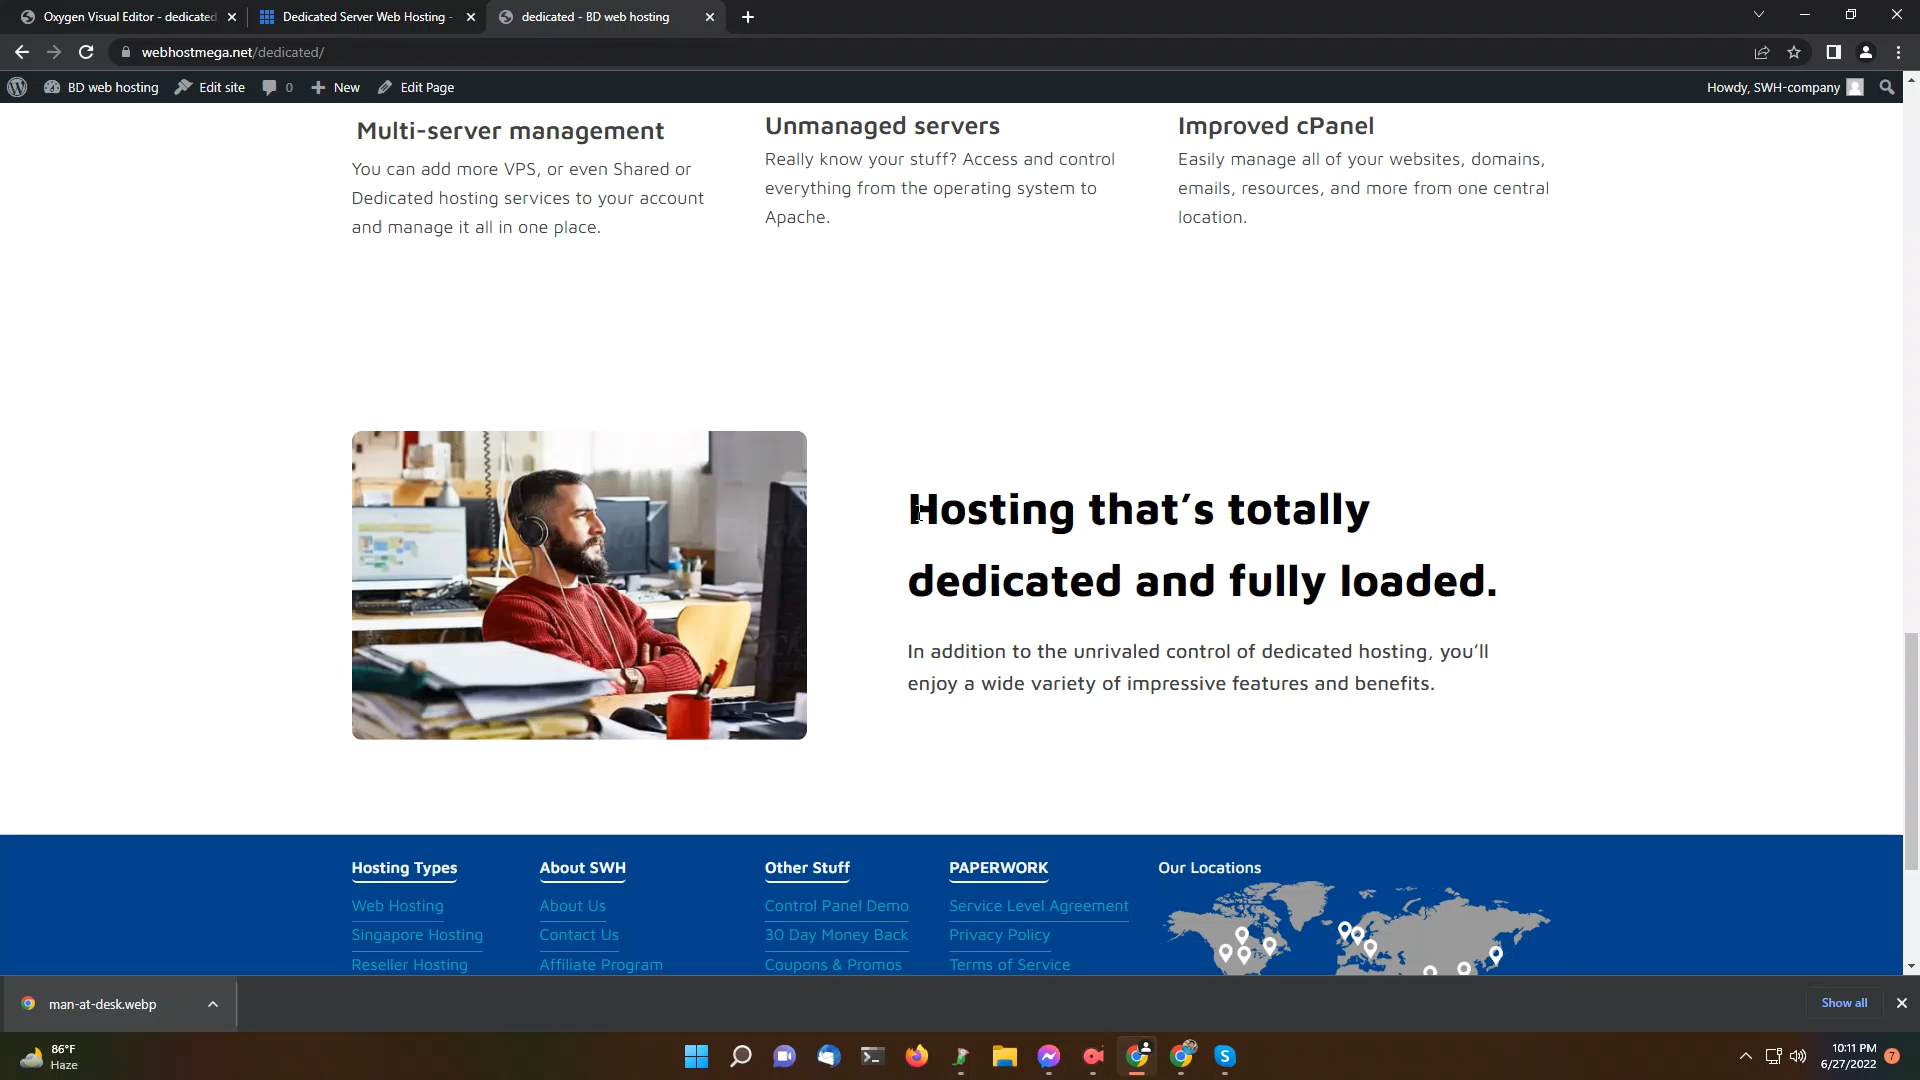 Oxygen Visual Editor - dedicated
Dedicated Server Web Hosting -
dedicated - BD web hosting
webhostmega.net/dedicated/
BD web hosting
Edit site
0
New
Edit Page
Howdy, SWH-company
Multi-server management
You can add more VPS, or even Shared or
Dedicated hosting services to your account
and manage it all in one place.
Unmanaged servers
Really know your stuff? Access and control
everything from the operating system to
Apache.
Improved cPanel
Easily manage all of your websites, domains,
emails, resources, and more from one central
location.
Hosting that’s totally
dedicated and fully loaded.
In addition to the unrivaled control of dedicated hosting, you’ll
enjoy a wide variety of impressive features and benefits.
Hosting Types
Web Hosting
Singapore Hosting
Reseller Hosting
About SWH
About Us
Contact Us
Affiliate Program
Other Stuff
Control Panel Demo
30 Day Money Back
Coupons & Promos
PAPERWORK
Service Level Agreement
Privacy Policy
Terms of Service
Our Locations
man-at-desk.webp
Show all
86°F
Haze
10:11 PM
6/27/2022
7